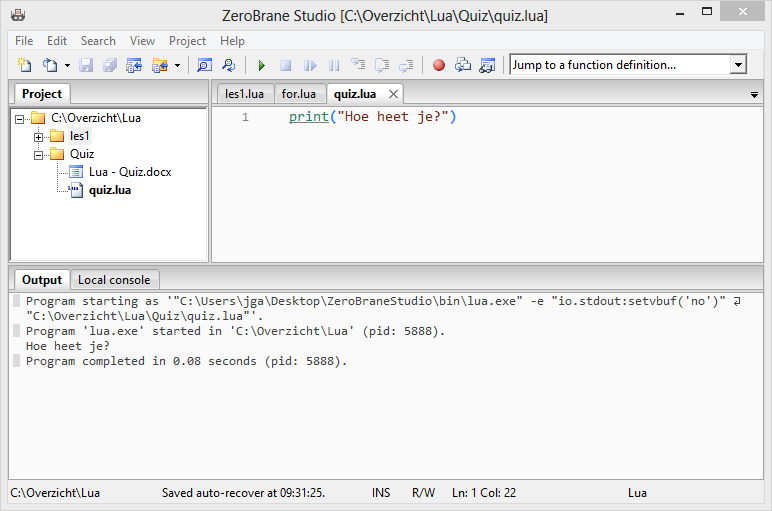 ZeroBrane Studio [C:\Overzicht\Lua\Quiz\quiz.lua]
File Edit Search View Project Help
Jump to a function definition...
Project
C:\Overzicht\Lua
les1
Quiz
Lua - Quiz.docx
quiz.lua
les1.lua for.lua quiz.lua
1 print("Hoe heet je?")
Output Local console
Program starting as '"C:\Users\jga\Desktop\ZeroBraneStudio\bin\lua.exe" -e "io.stdout:setvbuf('no')"
"C:\Overzicht\Lua\Quiz\quiz.lua"'.
Program 'lua.exe' started in 'C:\Overzicht\Lua' (pid: 5888).
Hoe heet je?
Program completed in 0.08 seconds (pid: 5888).
C:\Overzicht\Lua Saved auto-recover at 09:31:25. INS R/W Ln: 1 Col: 22 Lua